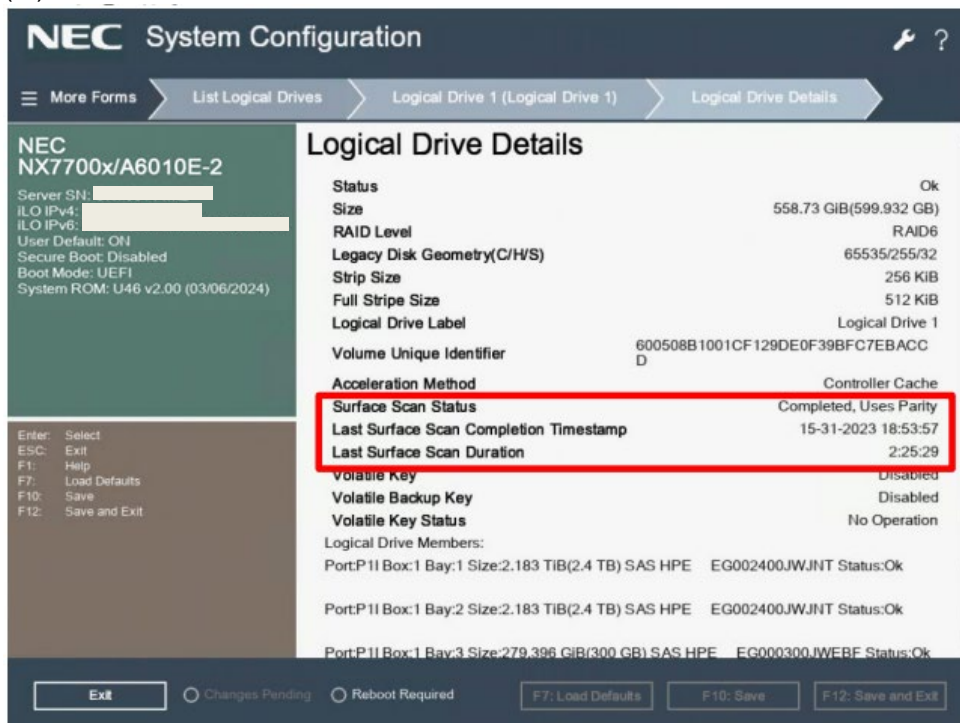 NEC System Configuration
?
More Forms
List Logical Drives
Logical Drive 1 (Logical Drive 1)
Logical Drive Details
NEC
NX7700x/A6010E-2
Server SN:
iLO IPv4:
iLO IPv6:
User Default: ON
Secure Boot: Disabled
Boot Mode: UEFI
System ROM: U46 v2.00 (03/06/2024)
Enter: Select
ESC: Exit
F1: Help
F7: Load Defaults
F10: Save
F12: Save and Exit
Logical Drive Details
Status Ok
Size 558.73 GiB(599.932 GB)
RAID Level RAID6
Legacy Disk Geometry(C/H/S) 65535/255/32
Strip Size 256 KiB
Full Stripe Size 512 KiB
Logical Drive Label Logical Drive 1
Volume Unique Identifier 600508B1001CF129DE0F39BFC7EBACC
D
Acceleration Method Controller Cache
Surface Scan Status Completed, Uses Parity
Last Surface Scan Completion Timestamp 15-31-2023 18:53:57
Last Surface Scan Duration 2:25:29
Volatile Key Disabled
Volatile Backup Key Disabled
Volatile Key Status No Operation
Logical Drive Members:
Port:P1I Box:1 Bay:1 Size:2.183 TiB(2.4 TB) SAS HPE EG002400JWJNT Status:Ok
Port:P1I Box:1 Bay:2 Size:2.183 TiB(2.4 TB) SAS HPE EG002400JWJNT Status:Ok
Port:P1I Box:1 Bay:3 Size:279.396 GiB(300 GB) SAS HPE EG000300JWEBF Status:Ok
Exit
Changes Pending
Reboot Required
F7: Load Defaults
F10: Save
F12: Save and Exit